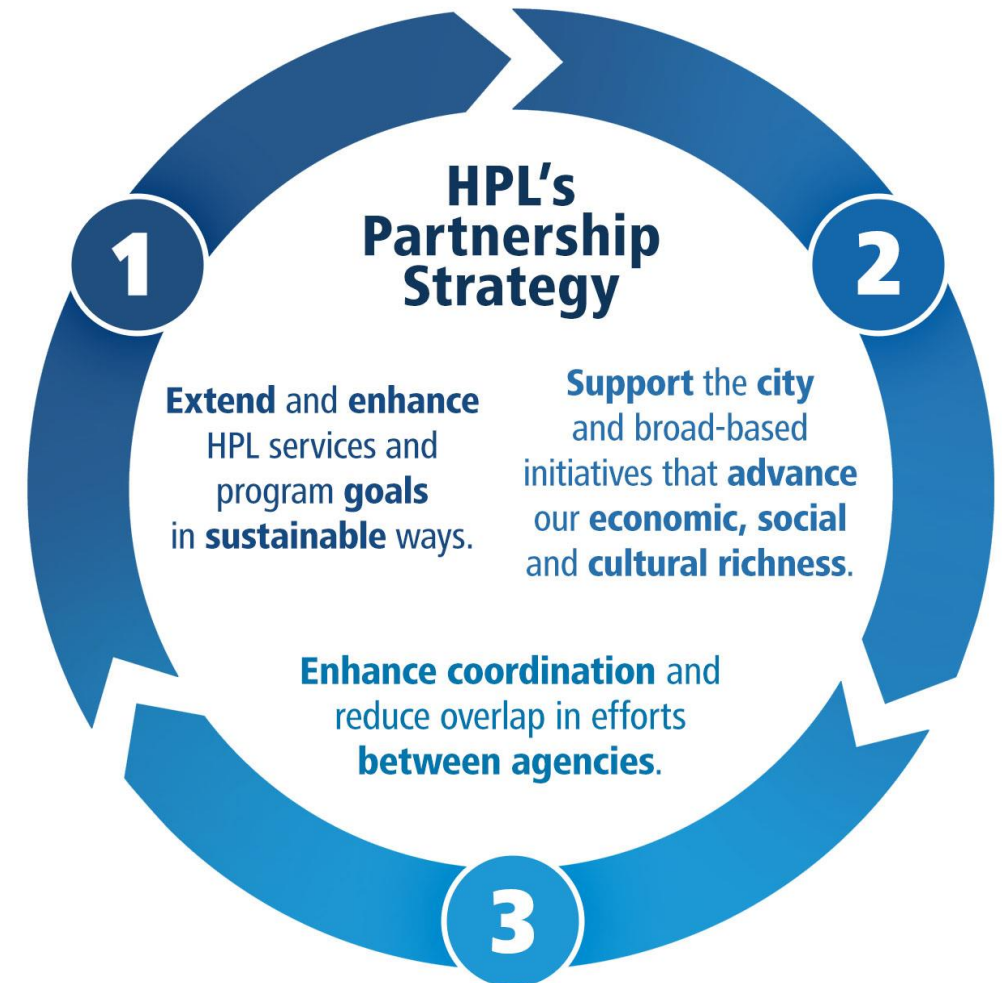 HPL's
Partnership
Strategy
1
Extend and enhance
HPL services and
program goals
in sustainable ways.
2
Support the city
and broad-based
initiatives that advance
our economic, social
and cultural richness.
Enhance coordination and
reduce overlap in efforts
between agencies.
3